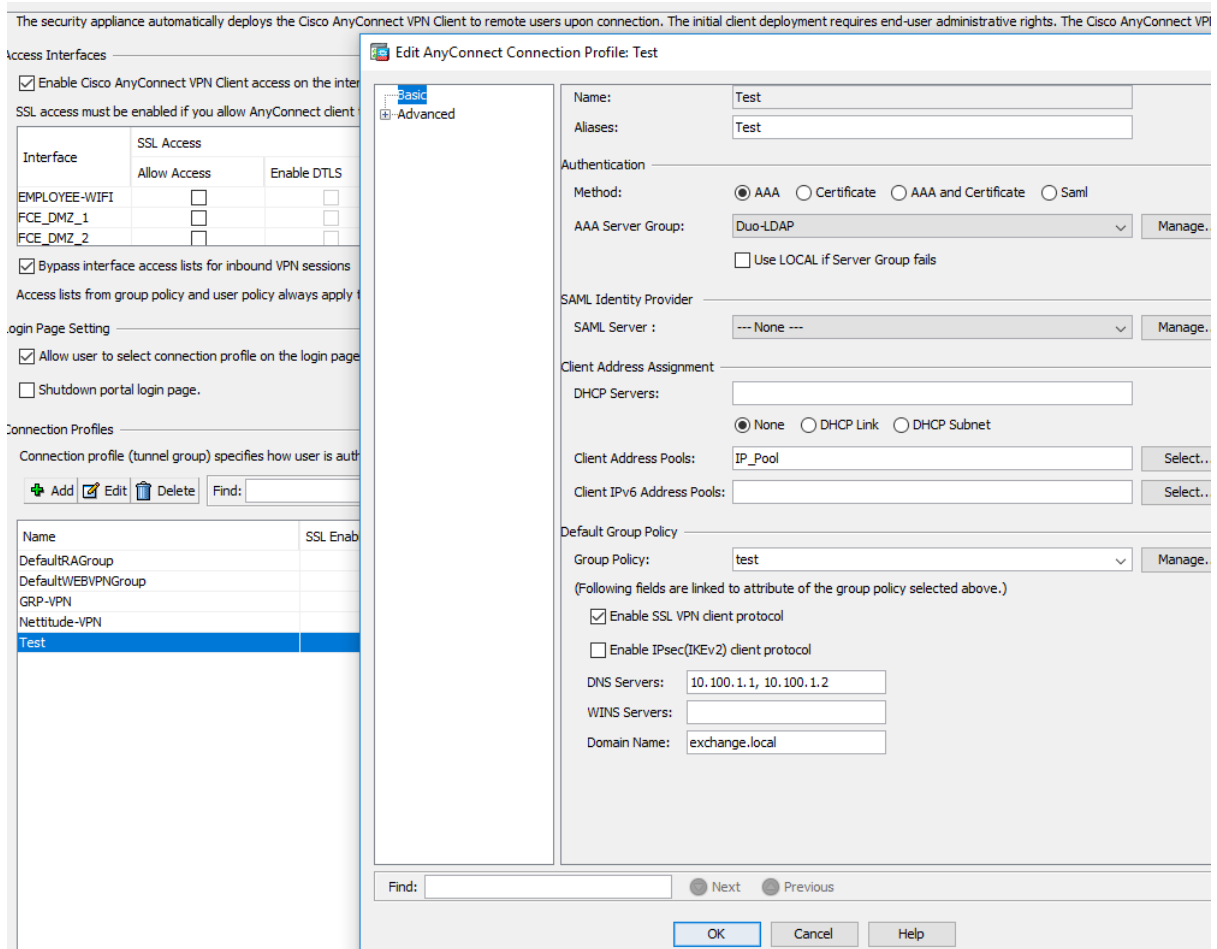 The security appliance automatically deploys the Cisco AnyConnect VPN Client to remote users upon connection. The initial client deployment requires end-user administrative rights. The Cisco AnyConnect VPN
Access Interfaces
Enable Cisco AnyConnect VPN Client access on the inter
SSL access must be enabled if you allow AnyConnect client
Interface
SSL Access
Allow Access Enable DTLS
EMPLOYEE-WIFI
FCE_DMZ_1
FCE_DMZ_2
Bypass interface access lists for inbound VPN sessions
Access lists from group policy and user policy always apply
Login Page Setting
Allow user to select connection profile on the login page
Shutdown portal login page.
Connection Profiles
Connection profile (tunnel group) specifies how user is auth
Add Edit Delete Find:
Name SSL Enab
DefaultRAGroup
DefaultWEBVPNGroup
GRP-VPN
Nettitude-VPN
Test
Edit AnyConnect Connection Profile: Test
Basic
Advanced
Name: Test
Aliases: Test
Authentication
Method: AAA Certificate AAA and Certificate Saml
AAA Server Group: Duo-LDAP Manage..
Use LOCAL if Server Group fails
SAML Identity Provider
SAML Server : --- None --- Manage..
Client Address Assignment
DHCP Servers:
None DHCP Link DHCP Subnet
Client Address Pools: IP_Pool Select..
Client IPv6 Address Pools: Select..
Default Group Policy
Group Policy: test Manage..
(Following fields are linked to attribute of the group policy selected above.)
Enable SSL VPN client protocol
Enable IPsec(IKEv2) client protocol
DNS Servers: 10.100.1.1, 10.100.1.2
WINS Servers:
Domain Name: exchange.local
Find: Next Previous
OK Cancel Help